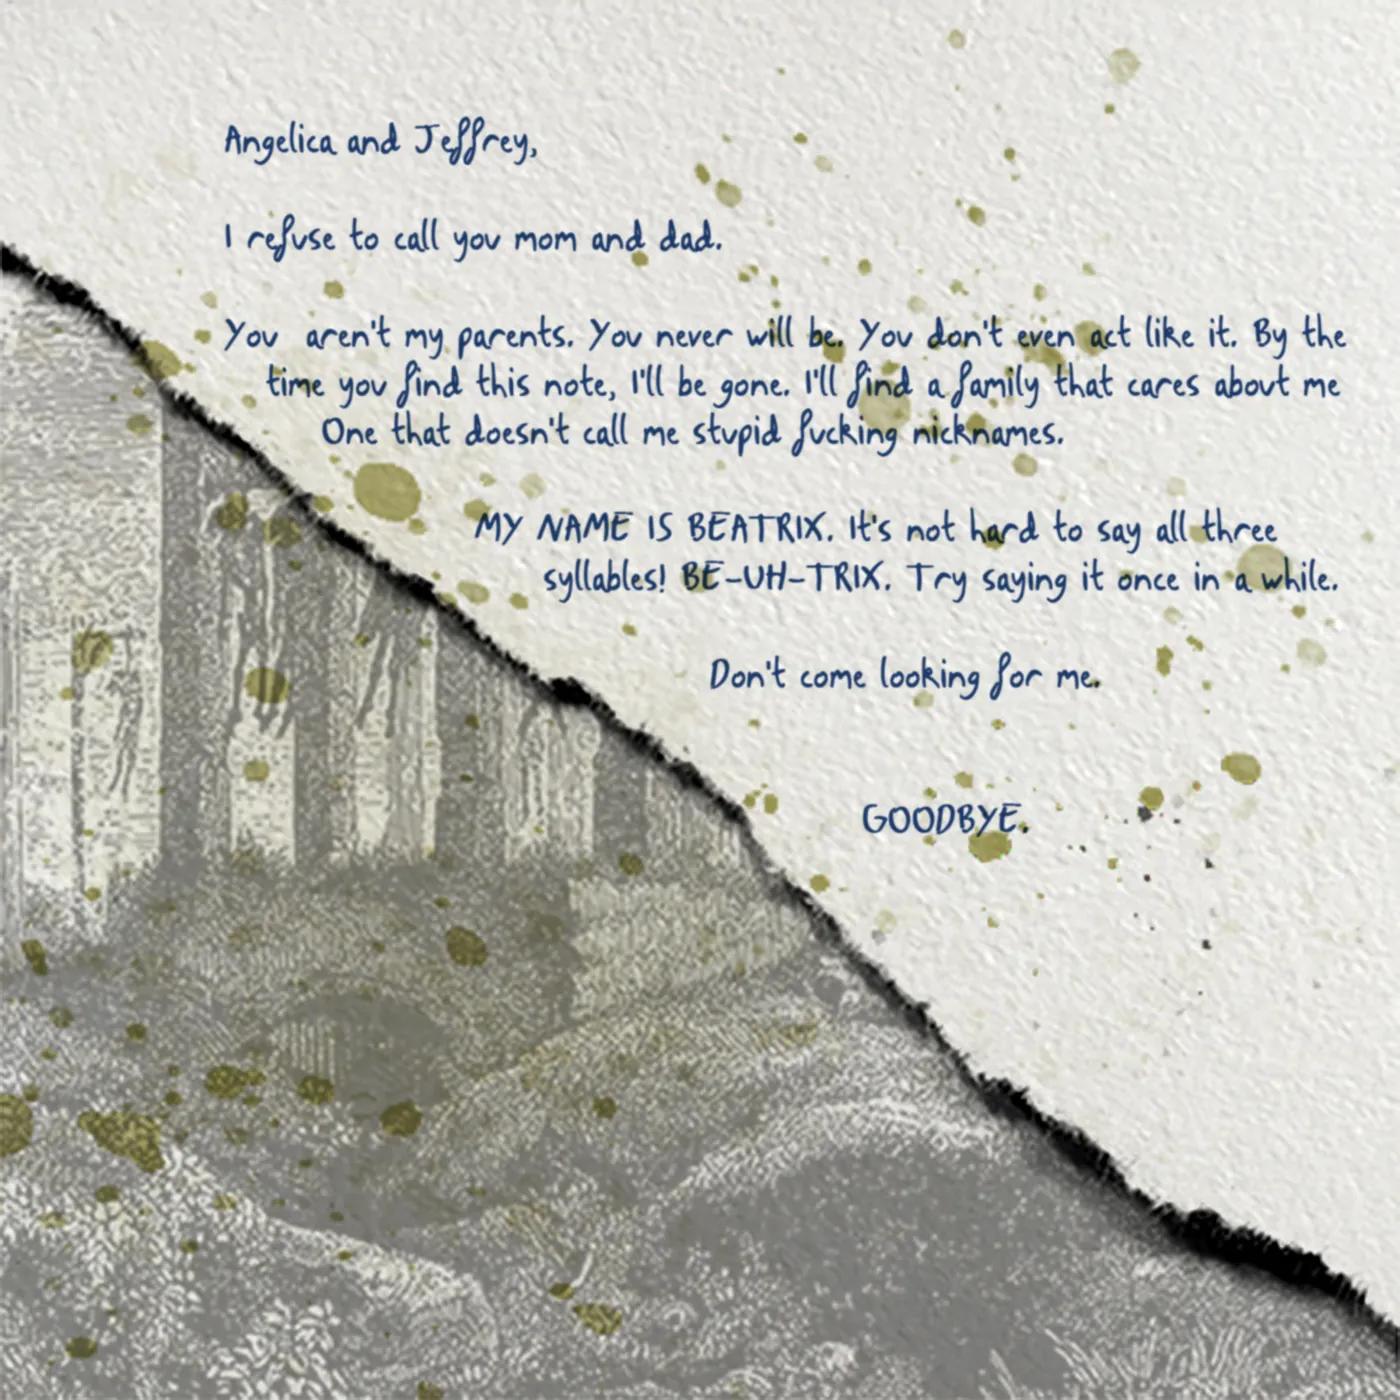 Angelica and Jeffrey,
I refuse to call you mom and dad.
You aren't my parents. You never will be. You don't even act like it. By the
time you find this note, I'll be gone. I'll find a family that cares about me
One that doesn't call me stupid fucking nicknames.
MY NAME IS BEATRIX. It's not hard to say all three
syllables! BE-UH-TRIX. Try saying it once in a while.
Don't come looking for me.
GOODBYE.